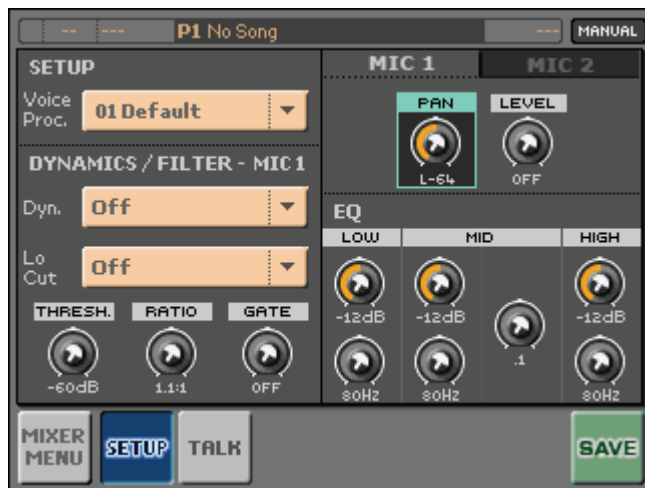 -- --- P1 No Song --- MANUAL
SETUP
Voice Proc. 01 Default
DYNAMICS / FILTER - MIC 1
Dyn. Off
Lo Cut Off
THRESH. RATIO GATE
-60dB 1.1:1 OFF
MIC 1 MIC 2
PAN LEVEL
L-64 OFF
EQ
LOW MID HIGH
-12dB -12dB -12dB
.1
80Hz 80Hz 80Hz
MIXER MENU
SETUP
TALK
SAVE